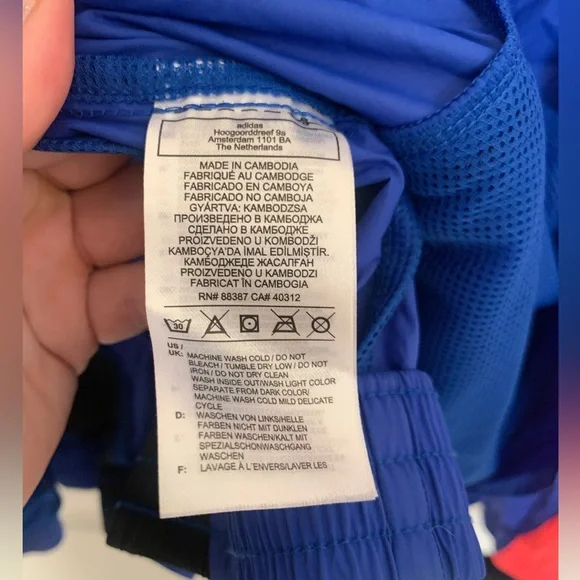 adidas
Hoogoorddreef 9a
Amsterdam 1101 BA
The Netherlands
MADE IN CAMBODIA
FABRIQUÉ AU CAMBODGE
FABRICADO EN CAMBOYA
FABRICADO NO CAMBOJA
GYÁRTVA: KAMBODZSA
ПРОИЗВЕДЕНО В КАМБОДЖА
СДЕЛАНО В КАМБОДЖЕ
PROIZVEDENO U KOMBODŽI
KAMBOÇYA'DA İMAL EDİLMİŞTİR.
КАМБОДЖЕДЕ ЖАСАЛҒАН
PROIZVEDENO U KAMBODŽI
FABRICAT ÎN CAMBOGIA
RN# 88387 CA# 40312
30
US /
UK: MACHINE WASH COLD / DO NOT
BLEACH / TUMBLE DRY LOW / DO NOT
IRON / DO NOT DRY CLEAN
WASH INSIDE OUT/WASH LIGHT COLOR
SEPARATE FROM DARK COLOR/
MACHINE WASH COLD MILD DELICATE
CYCLE
D: WASCHEN VON LINKS/HELLE
FARBEN NICHT MIT DUNKLEN
FARBEN WASCHEN/KALT MIT
SPEZIALSCHONWASCHGANG
WASCHEN
F: LAVAGE À L'ENVERS/LAVER LES